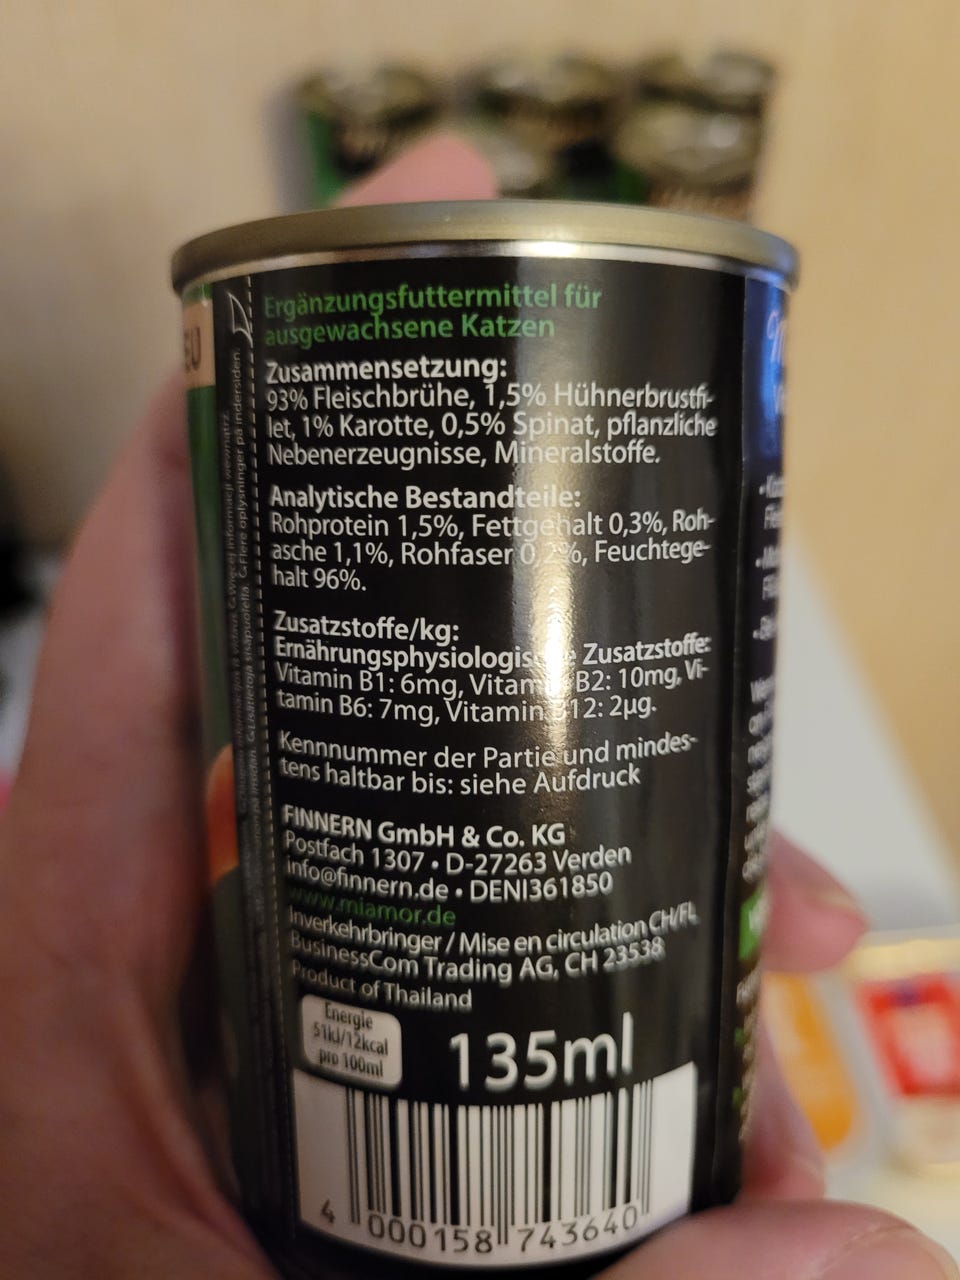 Ergänzungsfuttermittel für
ausgewachsene Katzen
Zusammensetzung:
93% Fleischbrühe, 1,5% Hühnerbrustfi-
let, 1% Karotte, 0,5% Spinat, pflanzliche
Nebenerzeugnisse, Mineralstoffe.
Analytische Bestandteile:
Rohprotein 1,5%, Fettgehalt 0,3%, Roh-
asche 1,1%, Rohfaser 0,2%, Feuchtege-
halt 96%.
Zusatzstoffe/kg:
Ernährungsphysiologische Zusatzstoffe:
Vitamin B1: 6mg, Vitamin B2: 10mg, Vi-
tamin B6: 7mg, Vitamin B12: 2µg.
Kennnummer der Partie und mindes-
tens haltbar bis: siehe Aufdruck
FINNERN GmbH & Co. KG
Postfach 1307 • D-27263 Verden
info@finnern.de • DENI361850
www.miamor.de
Inverkehrbringer / Mise en circulation CH/FL
BusinessCom Trading AG, CH 23538
Product of Thailand
Energie
51kJ/12kcal
pro 100ml
135ml
4 000158 743640